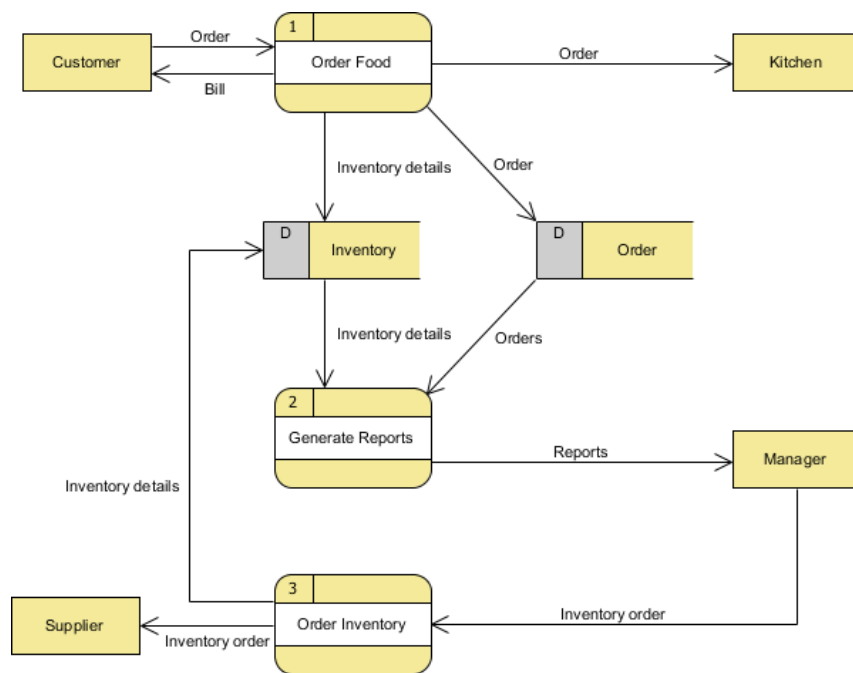 1
Order
Customer
Order Food
Order
Kitchen
Bill
Inventory details
Order
D
Inventory
D
Order
Inventory details
Orders
2
Generate Reports
Reports
Manager
Inventory details
3
Supplier
Order Inventory
Inventory order
Inventory order